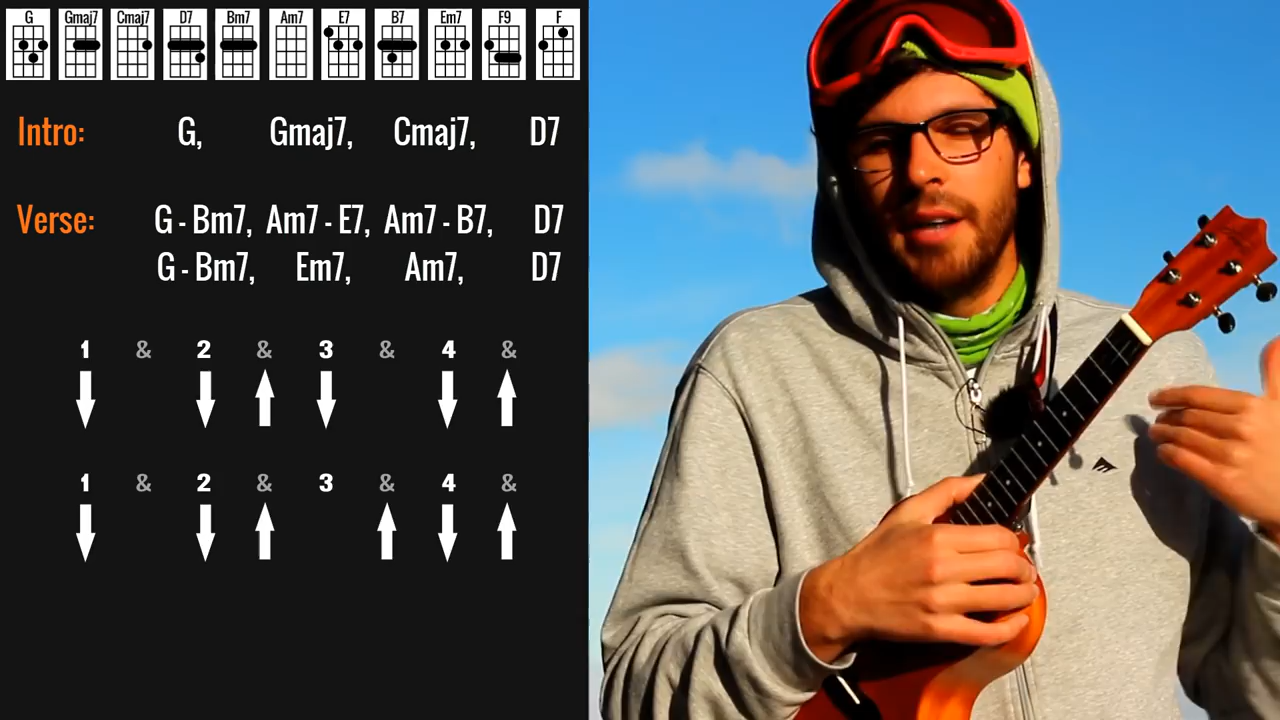 G Gmaj7 Cmaj7 D7 Bm7 Am7 E7 B7 Em7 F9 F
Intro: G, Gmaj7, Cmaj7, D7
Verse: G - Bm7, Am7 - E7, Am7 - B7, D7
G - Bm7, Em7, Am7, D7
1 & 2 & 3 & 4 &
1 & 2 & 3 & 4 &